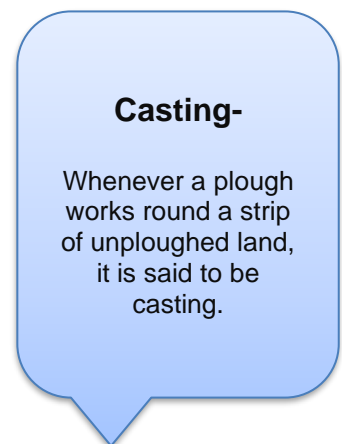 Casting-
Whenever a plough
works round a strip
of unploughed land,
it is said to be
casting.